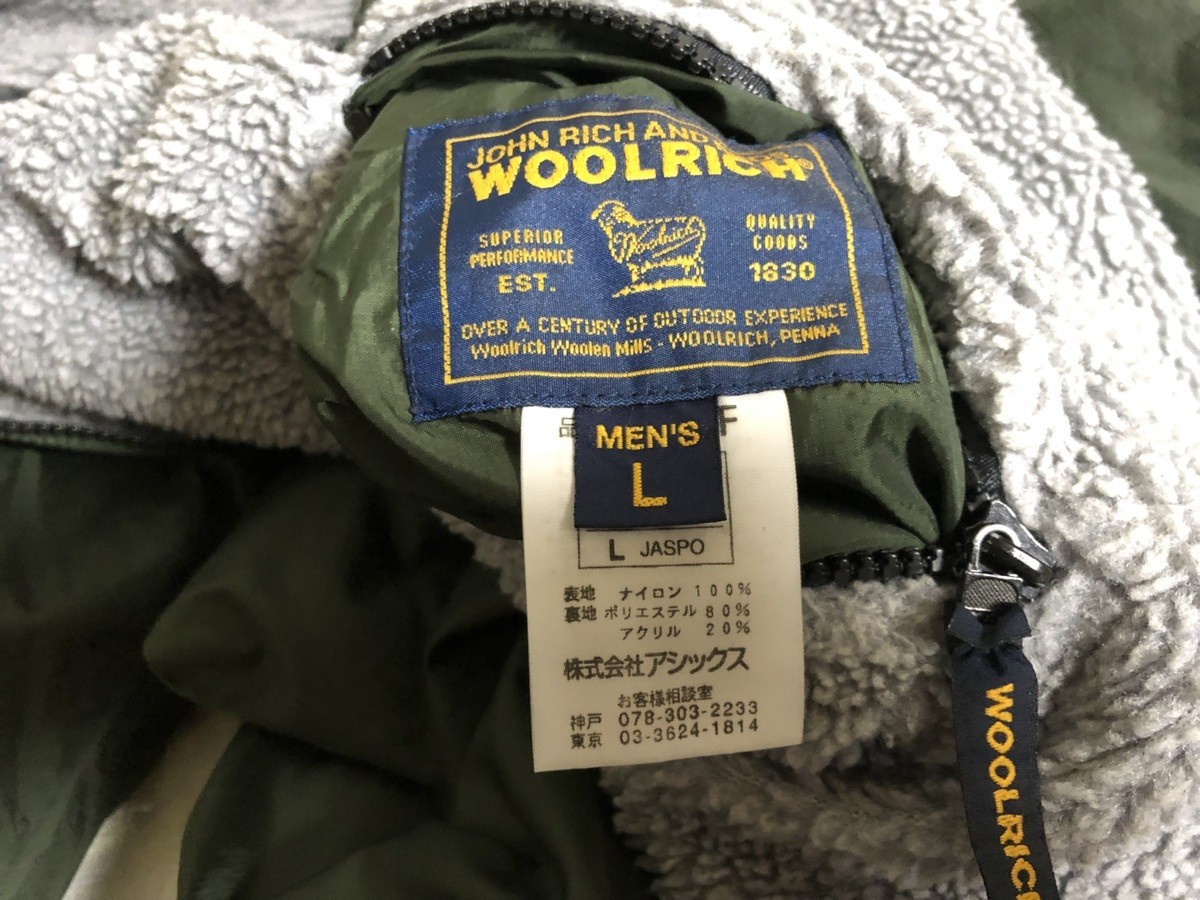 JOHN RICH AND
WOOLRICH®
SUPERIOR
PERFORMANCE
EST.
Woolrich
QUALITY
GOODS
1830
OVER A CENTURY OF OUTDOOR EXPERIENCE
Woolrich Woolen Mills - WOOLRICH, PENNA
品 F
MEN'S
L
L JASPO
表地 ナイロン 100%
裏地 ポリエステル 80%
アクリル 20%
株式会社アシックス
お客様相談室
神戸 078-303-2233
東京 03-3624-1814
WOOLRICH